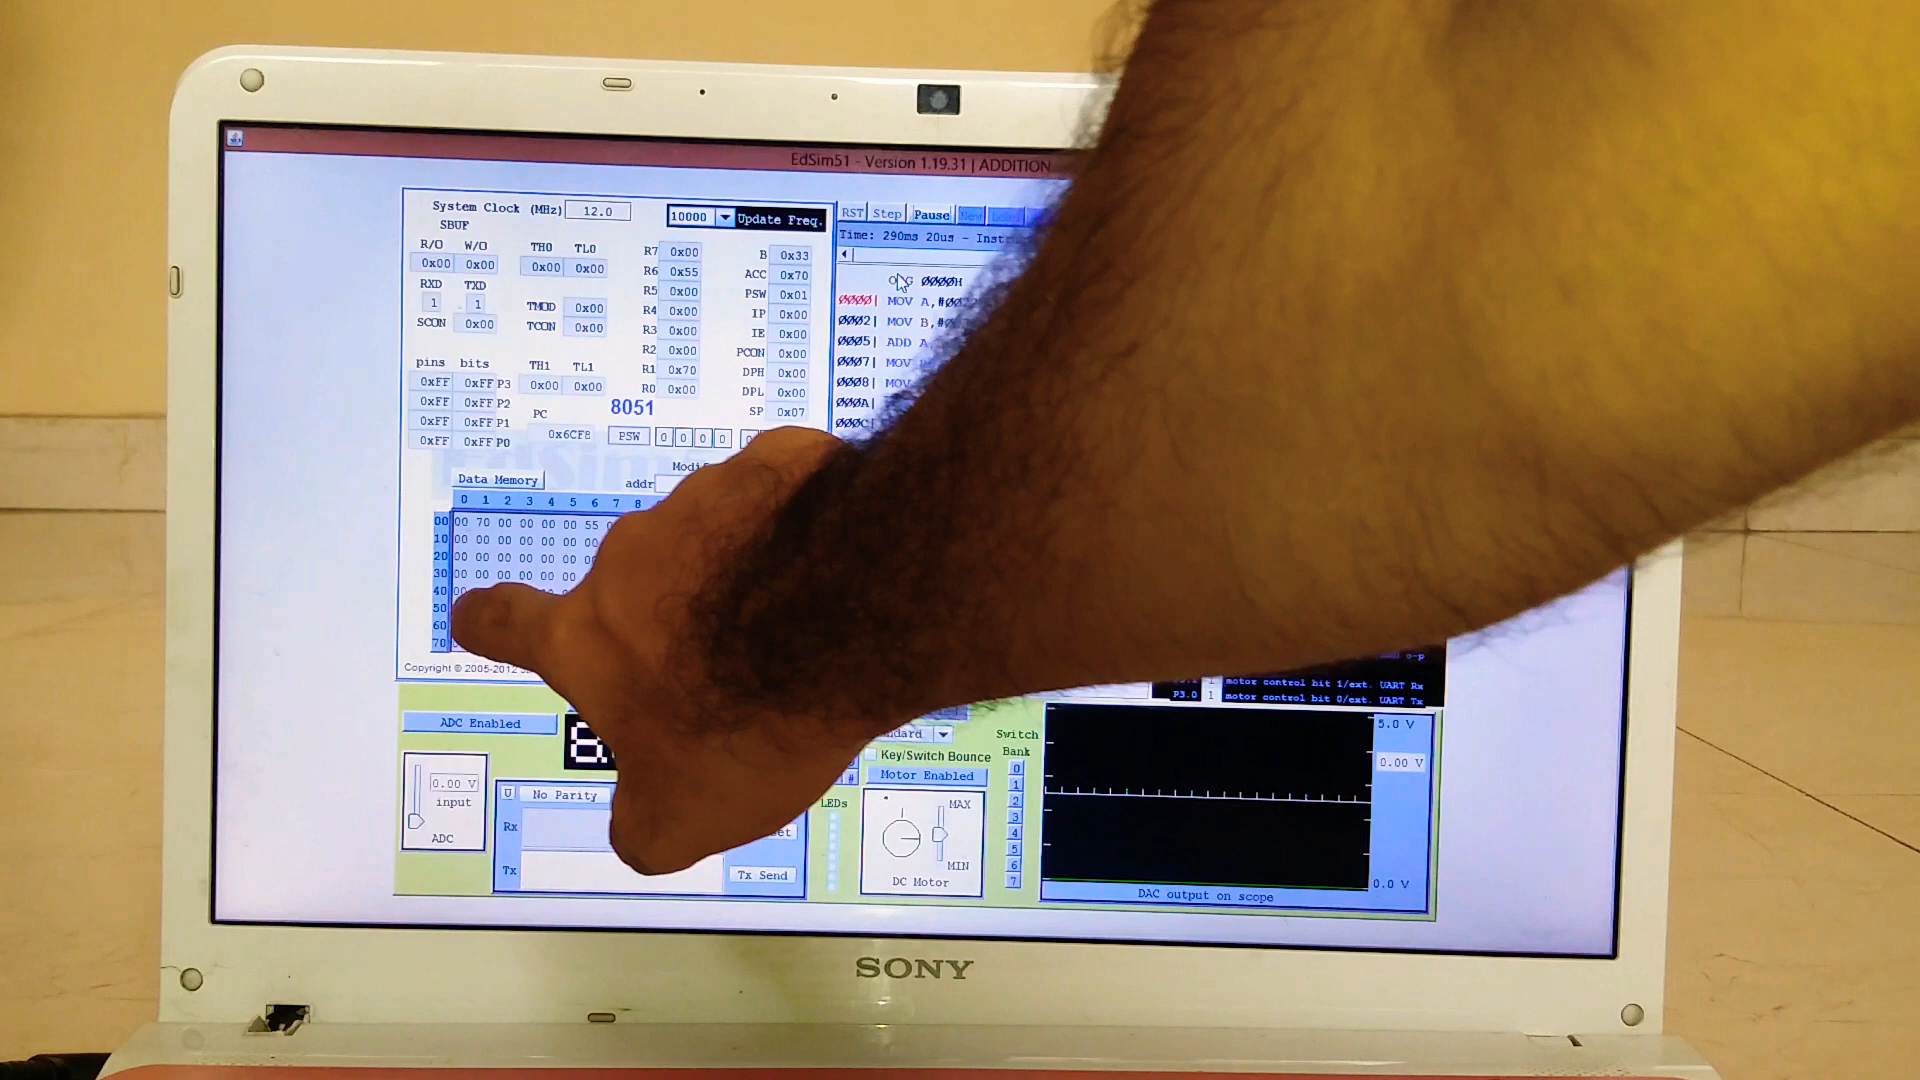 EdSim51 - Version 1.19.31 | ADDITION
System Clock (MHz) 12.0 10000 Update Freq.
SBUF
R/O W/O TH0 TL0
0x00 0x00 0x00 0x00
RXD TXD
1 1 TMOD 0x00
SCON 0x00 TCON 0x00
pins bits TH1 TL1
0xFF 0xFF P3 0x00 0x00
0xFF 0xFF P2
0xFF 0xFF P1
0xFF 0xFF P0
PC
0x6CF8
8051
PSW 0 0 0 0
R7 0x00
R6 0x55
R5 0x00
R4 0x00
R3 0x00
R2 0x00
R1 0x70
R0 0x00
B 0x33
ACC 0x70
PSW 0x01
IP 0x00
IE 0x00
PCON 0x00
DPH 0x00
DPL 0x00
SP 0x07
RST Step Pause New
Time: 290ms 20us -
0000H
0000| MOV A,
0002| MOV B,
0005| ADD A
0007| MOV
0008| MOV
000A|
000C|
Data Memory addr
0 1 2 3 4 5 6 7 8
00 00 70 00 00 00 00 55
10 00 00 00 00 00 00 00
20 00 00 00 00 00 00 00
30 00 00 00 00 00 00
40 00
50
60
70
Copyright © 2005-2012
motor control bit 1/ext. UART Rx
P3.0 1 motor control bit 0/ext. UART Tx
ADC Enabled
0.00 V
input
ADC
U No Parity
Rx
Tx
Tx Send
LEDs
Key/Switch Bounce
Motor Enabled
MAX
MIN
DC Motor
Switch
Bank
0
1
2
3
4
5
6
7
5.0 V
0.00 V
0.0 V
DAC output on scope
SONY